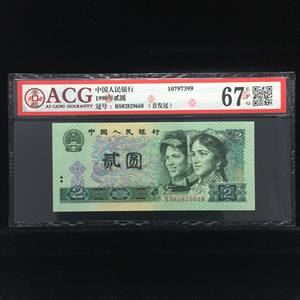 ACG
AI CANG GUARANTY
中国人民银行
10797399
1990年贰圆
冠号：BS82829668（首发冠）
67 EPQ
中国人民银行
贰圆
2
2
BS82829668